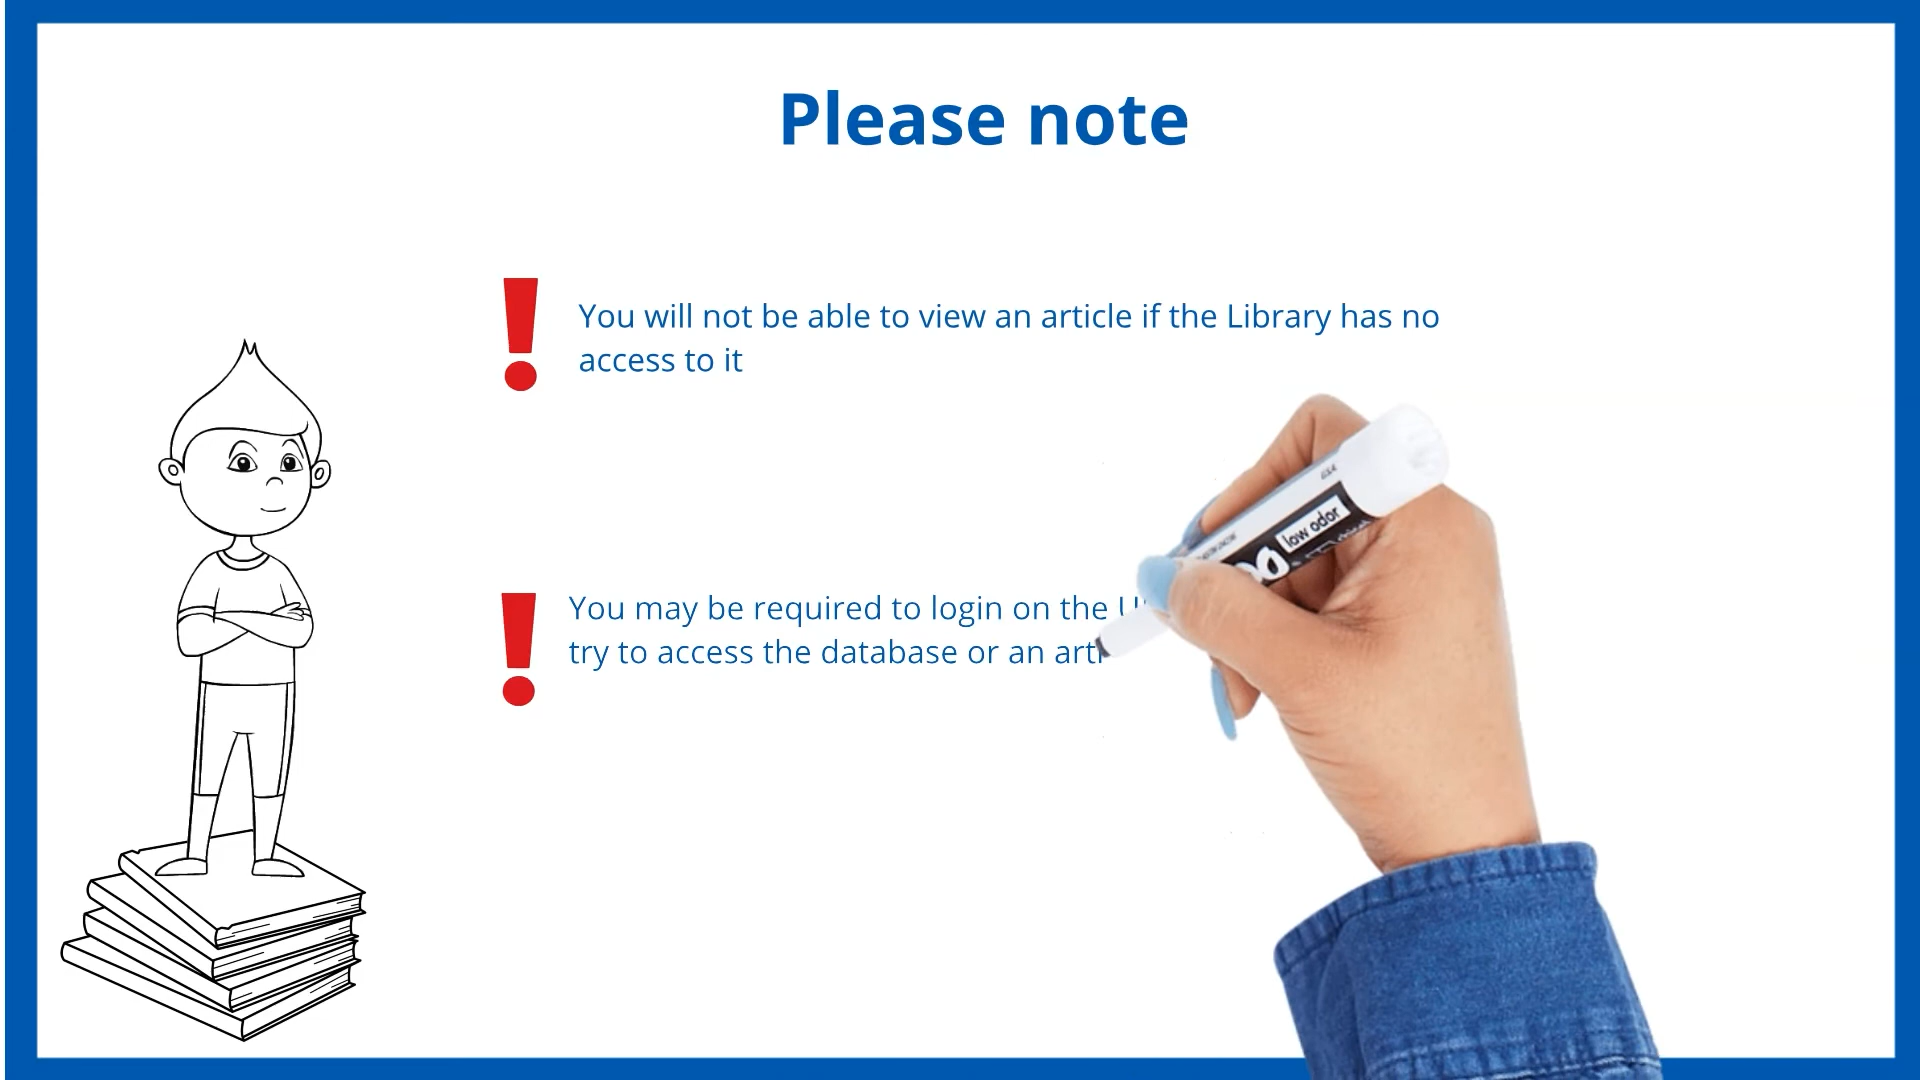 Please note
You will not be able to view an article if the Library has no
access to it
You may be required to login on the
try to access the database or an
USA
low odor